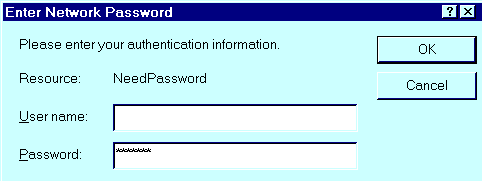 Enter Network Password
Please enter your authentication information.
OK
Resource: NeedPassword
Cancel
User name:
Password: *******